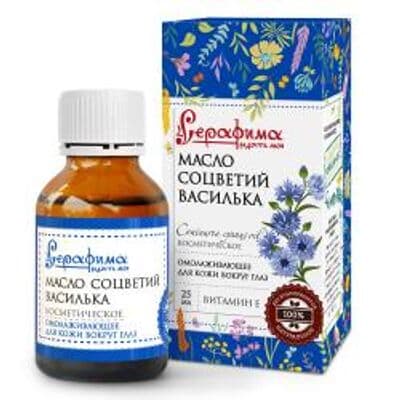 Серафима
МАСЛО
СОЦВЕТИЙ
ВАСИЛЬКА
КОСМЕТИЧЕСКОЕ
ОМОЛАЖИВАЮЩЕЕ
ДЛЯ КОЖИ ВОКРУГ ГЛАЗ
25
МЛ
ВИТАМИН Е
100%
Серафима
МАСЛО СОЦВЕТИЙ
ВАСИЛЬКА
КОСМЕТИЧЕСКОЕ
ОМОЛАЖИВАЮЩЕЕ
ДЛЯ КОЖИ ВОКРУГ ГЛАЗ